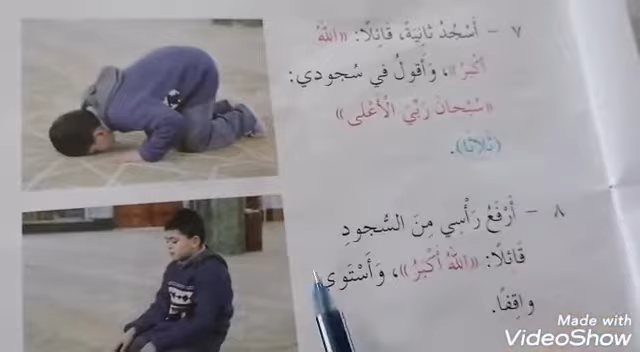 ٧ - أَسْجُدُ ثانِيَةً، قائِلًا: «اللهُ
أَكْبَرُ»، وَأَقولُ في سُجودي:
«سُبْحانَ رَبِّيَ الْأَعْلى»
(ثَلاثًا).
٨ - أَرْفَعُ رَأْسي مِنَ السُّجودِ
قائِلًا: «اللهُ أَكْبَرُ»، وَأَسْتَوي
واقِفًا.
Made with
VideoShow